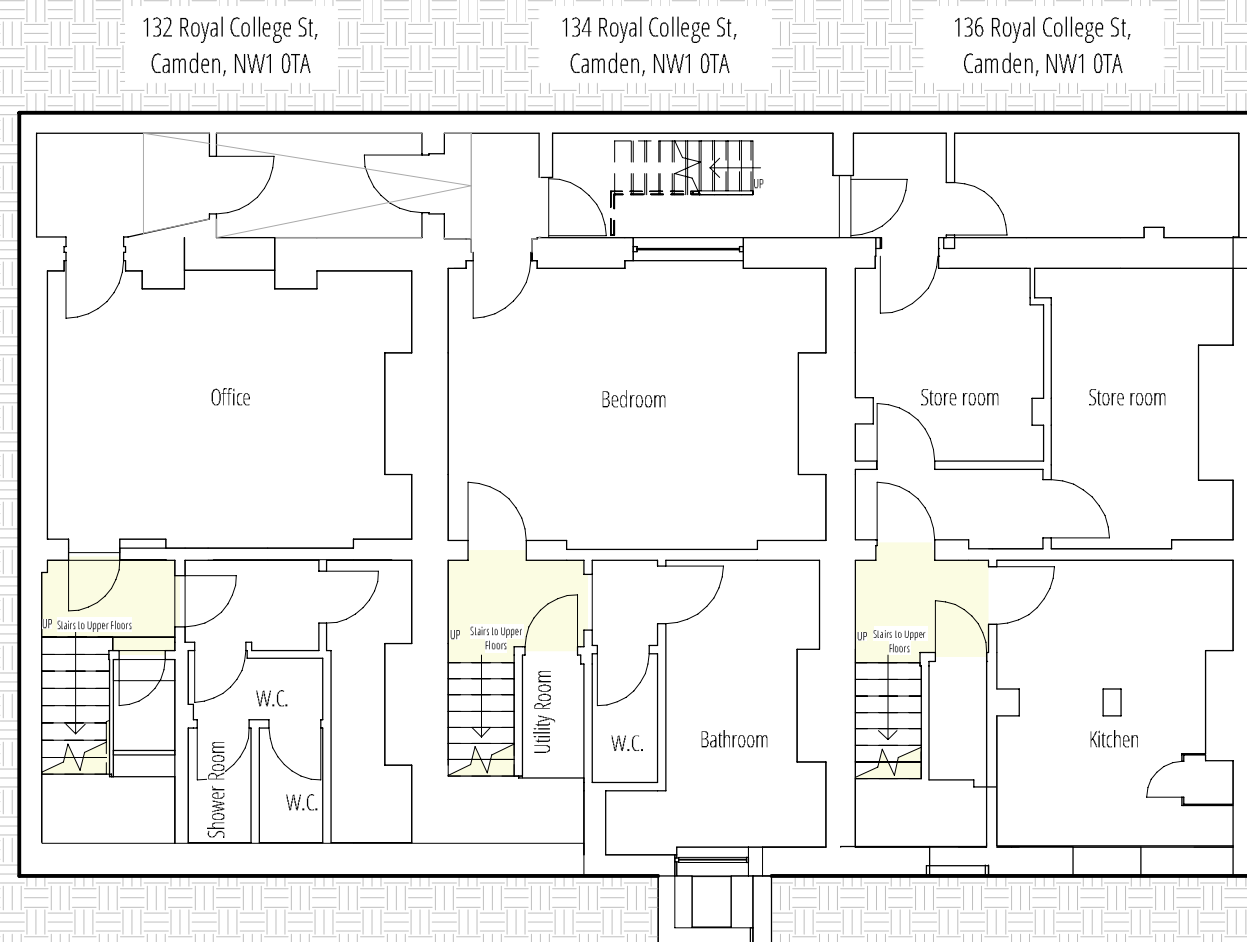 132 Royal College St,
Camden, NW1 0TA
134 Royal College St,
Camden, NW1 0TA
136 Royal College St,
Camden, NW1 0TA
UP
Office
Bedroom
Store room
Store room
UP
Stairs to Upper Floors
UP
Stairs to Upper
Floors
UP
Stairs to Upper
Floors
W.C.
Utility Room
W.C.
Bathroom
Kitchen
Shower Room
W.C.